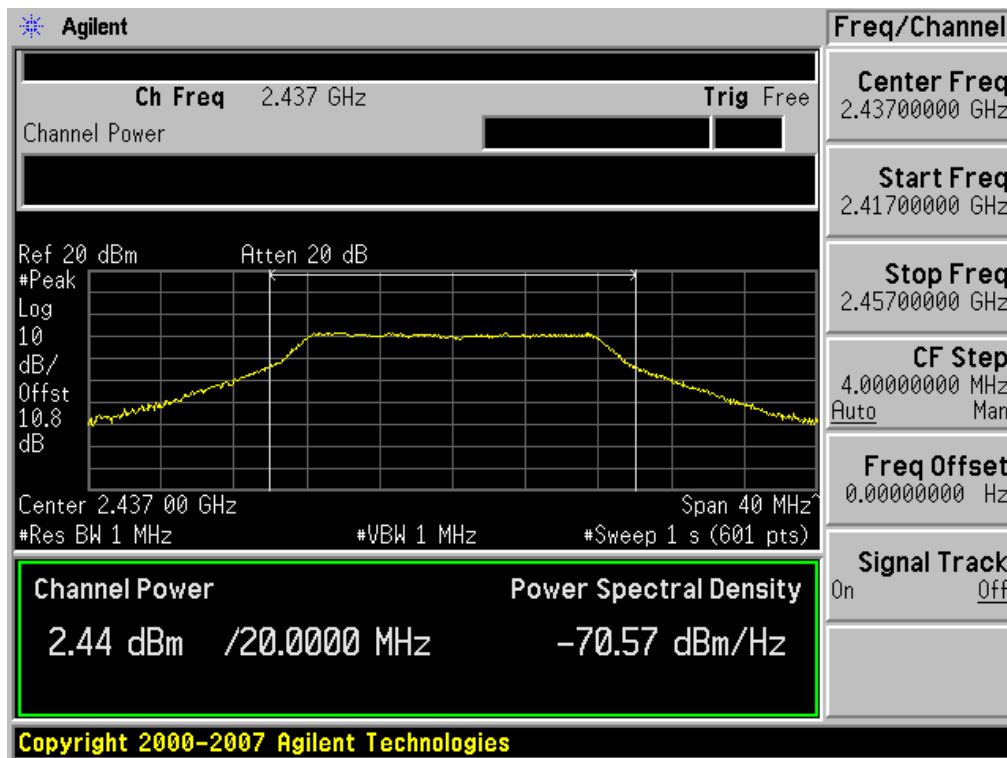 Agilent
Freq/Channel
Ch Freq 2.437 GHz Trig Free
Channel Power
Center Freq
2.43700000 GHz
Start Freq
2.41700000 GHz
Stop Freq
2.45700000 GHz
CF Step
4.00000000 MHz
Auto Man
Freq Offset
0.00000000 Hz
Signal Track
On Off
Ref 20 dBm Atten 20 dB
#Peak
Log
10
dB/
Offst
10.8
dB
Center 2.437 00 GHz Span 40 MHz^
#Res BW 1 MHz #VBW 1 MHz #Sweep 1 s (601 pts)
Channel Power Power Spectral Density
2.44 dBm /20.0000 MHz -70.57 dBm/Hz
Copyright 2000-2007 Agilent Technologies